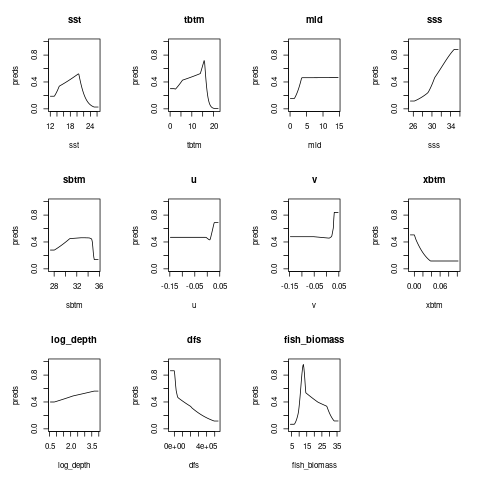 sst tbtm mld sss
preds 0.0 0.4 0.8 preds 0.0 0.4 0.8 preds 0.0 0.4 0.8 preds 0.0 0.4 0.8
12 16 20 24 0 5 10 20 0 5 10 15 26 30 34
sst tbtm mld sss
sbtm u v xbtm
preds 0.0 0.4 0.8 preds 0.0 0.4 0.8 preds 0.0 0.4 0.8 preds 0.0 0.4 0.8
28 32 36 -0.15 -0.05 0.05 -0.15 -0.05 0.05 0.00 0.06
sbtm u v xbtm
log_depth dfs fish_biomass
preds 0.0 0.4 0.8 preds 0.0 0.4 0.8 preds 0.0 0.4 0.8
0.5 2.0 3.5 0e+00 4e+05 5 15 25 35
log_depth dfs fish_biomass